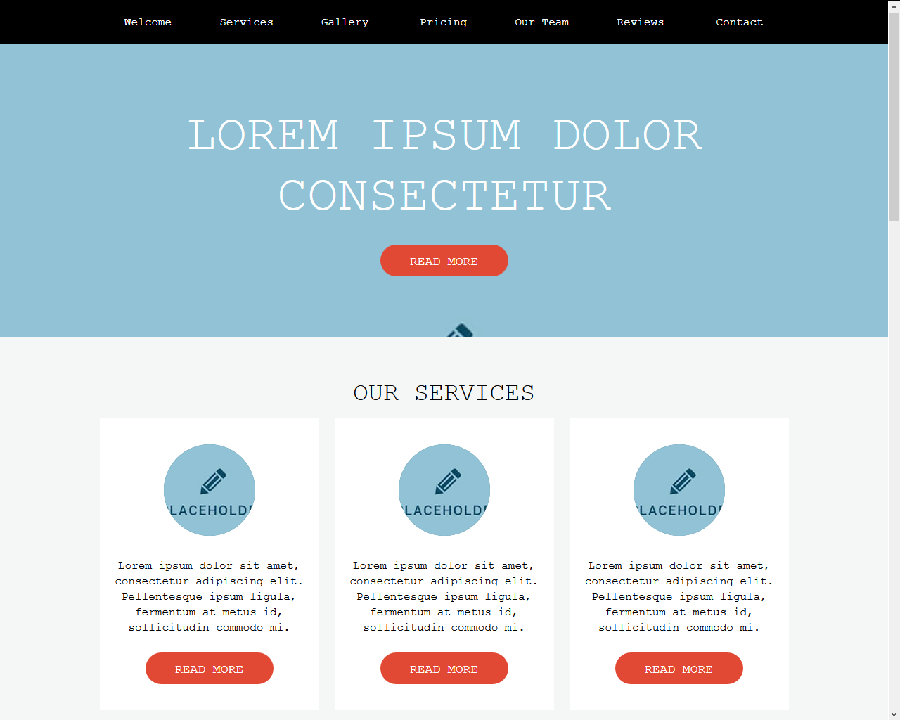 Welcome Services Gallery Pricing Our Team Reviews Contact
LOREM IPSUM DOLOR
CONSECTETUR
READ MORE
OUR SERVICES
Lorem ipsum dolor sit amet,
consectetur adipiscing elit.
Pellentesque ipsum ligula,
fermentum at metus id,
sollicitudin commodo mi.
READ MORE
Lorem ipsum dolor sit amet,
consectetur adipiscing elit.
Pellentesque ipsum ligula,
fermentum at metus id,
sollicitudin commodo mi.
READ MORE
Lorem ipsum dolor sit amet,
consectetur adipiscing elit.
Pellentesque ipsum ligula,
fermentum at metus id,
sollicitudin commodo mi.
READ MORE